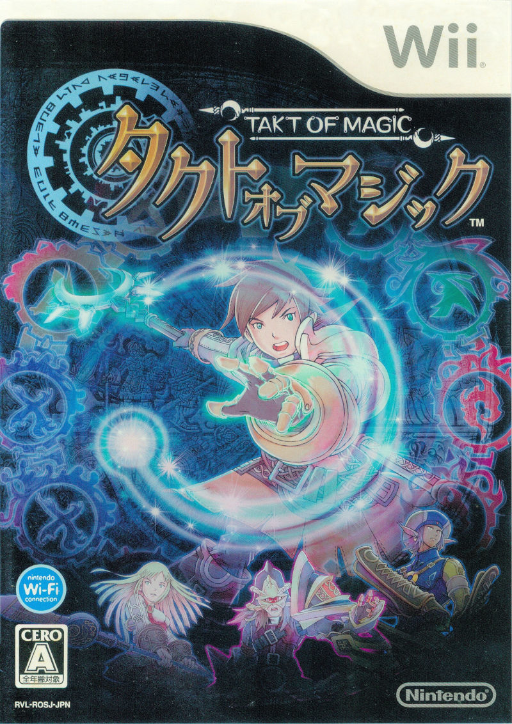 Wii
TAKT OF MAGIC
タクトオブマジック
TM
nintendo
Wi-Fi
connection
CERO
A
全年齢対象
RVL-ROSJ-JPN
Nintendo